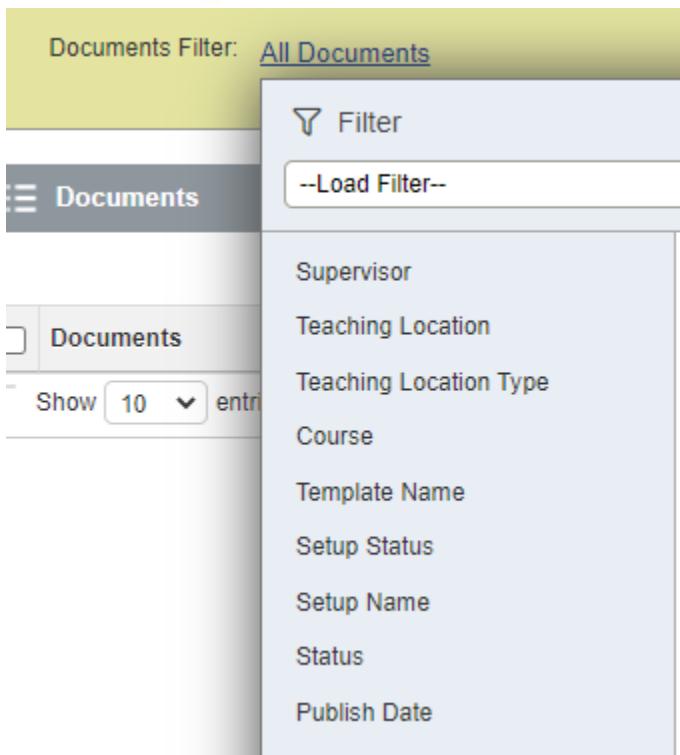 Documents Filter: All Documents
Filter
--Load Filter--
Documents
Supervisor
Teaching Location
Documents
Teaching Location Type
Show 10 entri
Course
Template Name
Setup Status
Setup Name
Status
Publish Date